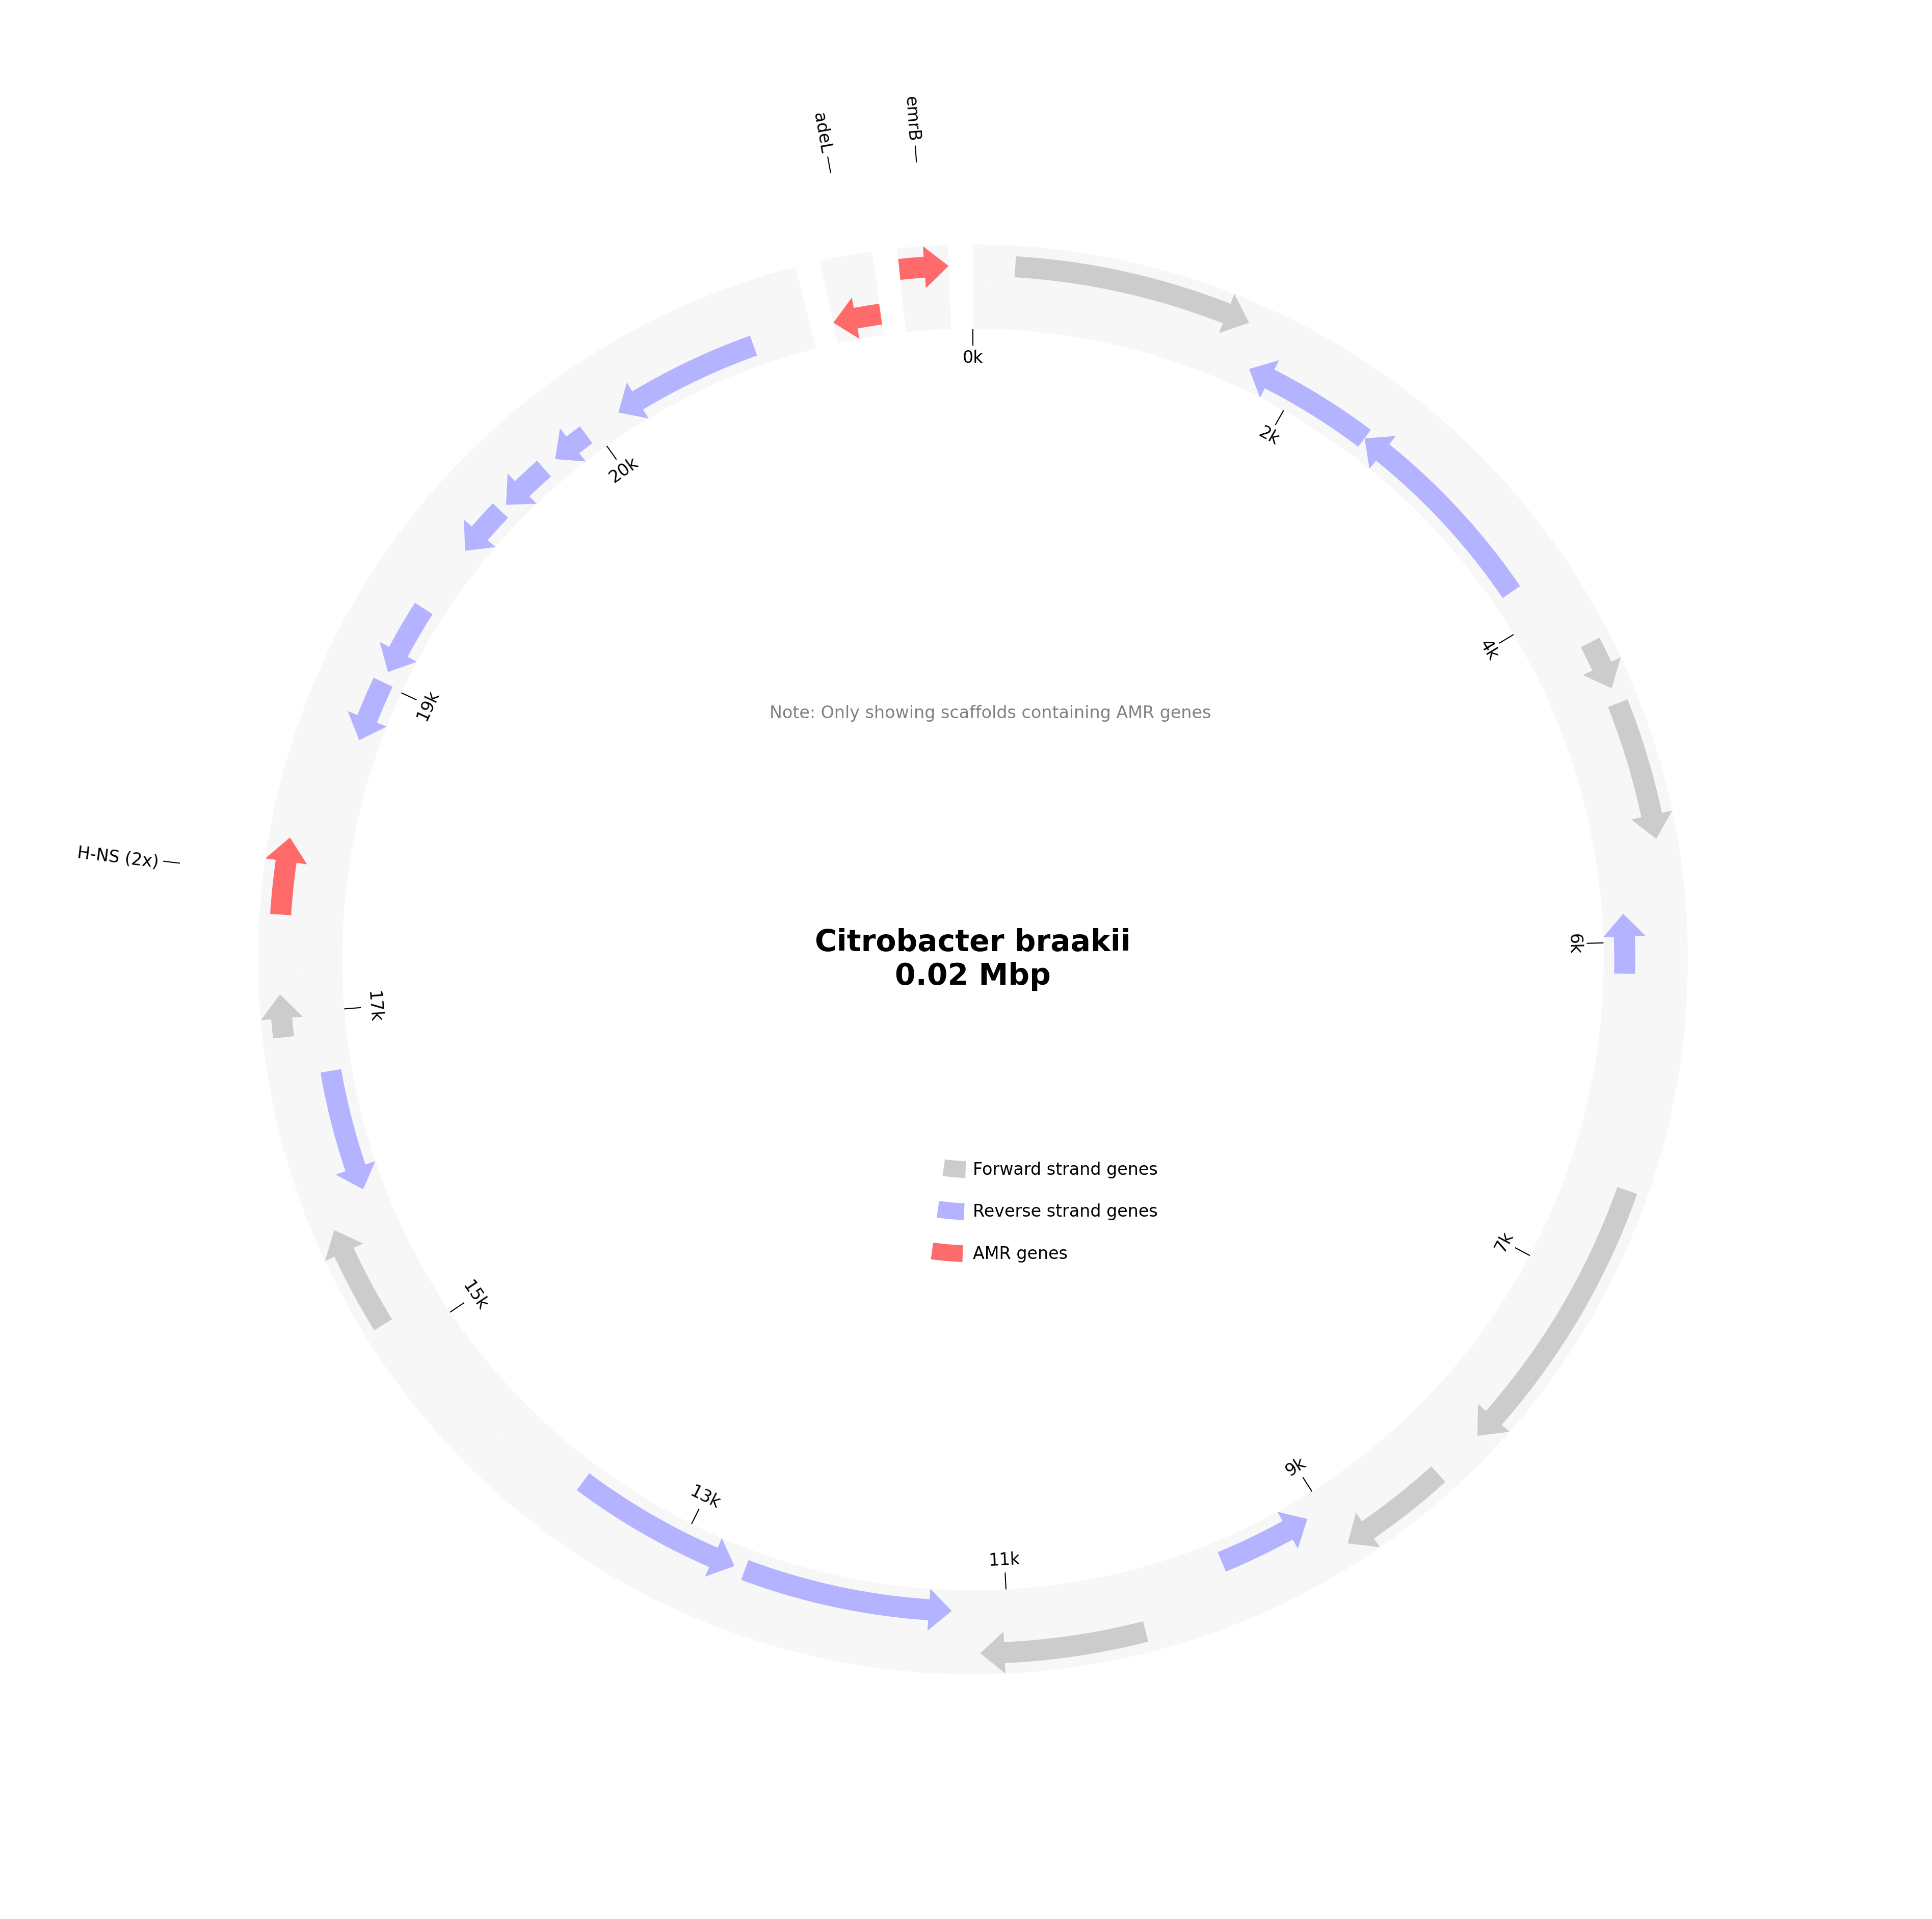 emrB
adeL
0k
2k
20k
4k
19k
Note: Only showing scaffolds containing AMR genes
H-NS (2x)
Citrobacter braakii
0.02 Mbp
6k
17k
Forward strand genes
Reverse strand genes
AMR genes
7k
15k
9k
13k
11k